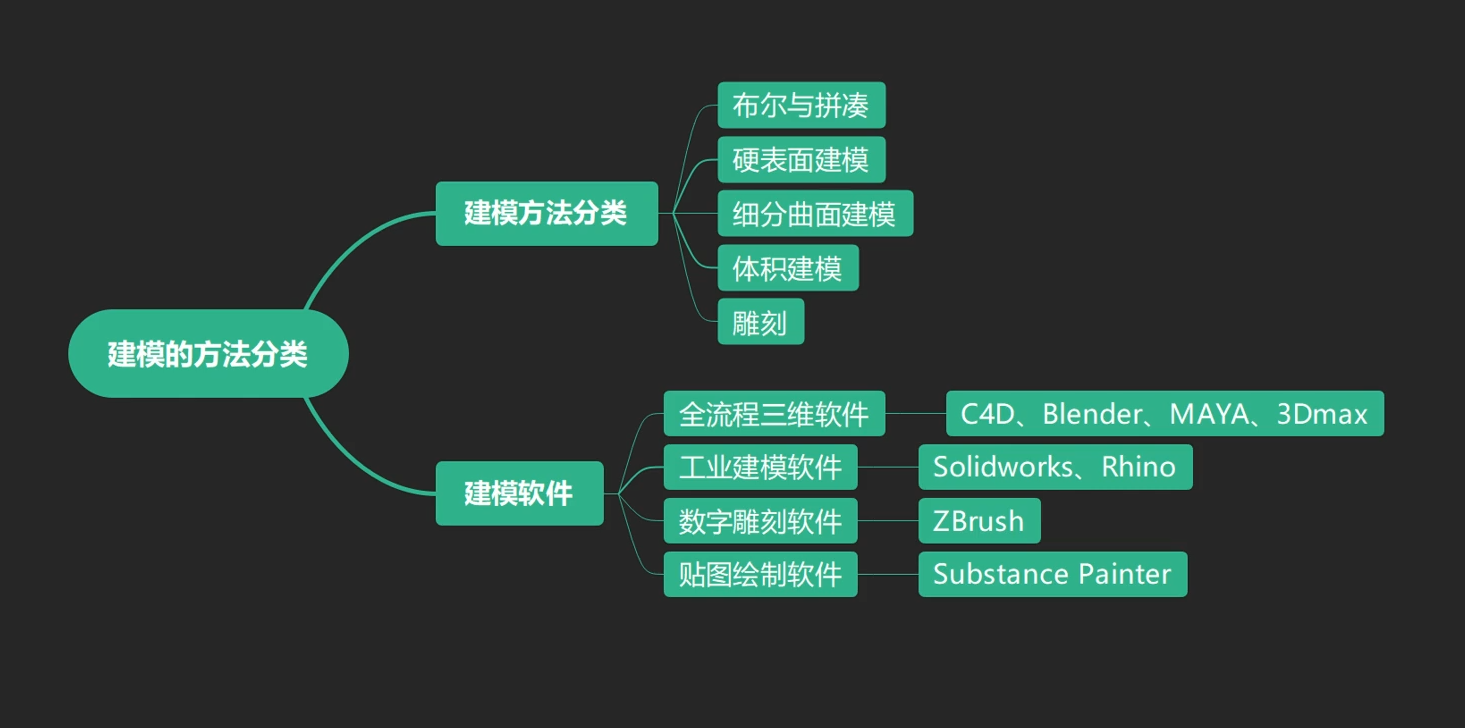 建模的方法分类
建模方法分类
布尔与拼凑
硬表面建模
细分曲面建模
体积建模
雕刻
建模软件
全流程三维软件
C4D、Blender、MAYA、3Dmax
工业建模软件
Solidworks、Rhino
数字雕刻软件
ZBrush
贴图绘制软件
Substance Painter